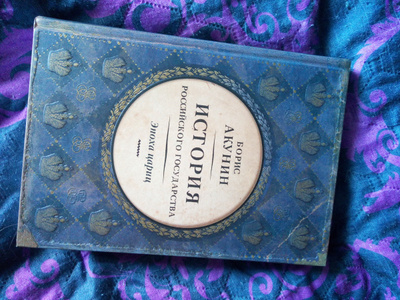 БОРИС
АКУНИН
ИСТОРИЯ
РОССИЙСКОГО ГОСУДАРСТВА
Эпоха цариц